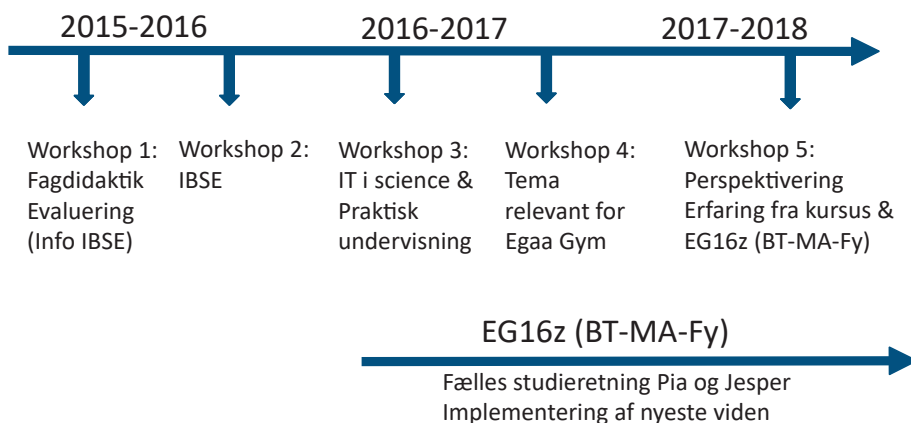 2015-2016
2016-2017
2017-2018
Workshop 1:
Fagdidaktik
Evaluering
(Info IBSE)
Workshop 2:
IBSE
Workshop 3:
IT i science &
Praktisk
undervisning
Workshop 4:
Tema
relevant for
Egaa Gym
Workshop 5:
Perspektivering
Erfaring fra kursus &
EG16z (BT-MA-Fy)
EG16z (BT-MA-Fy)
Fælles studieretning Pia og Jesper
Implementering af nyeste viden